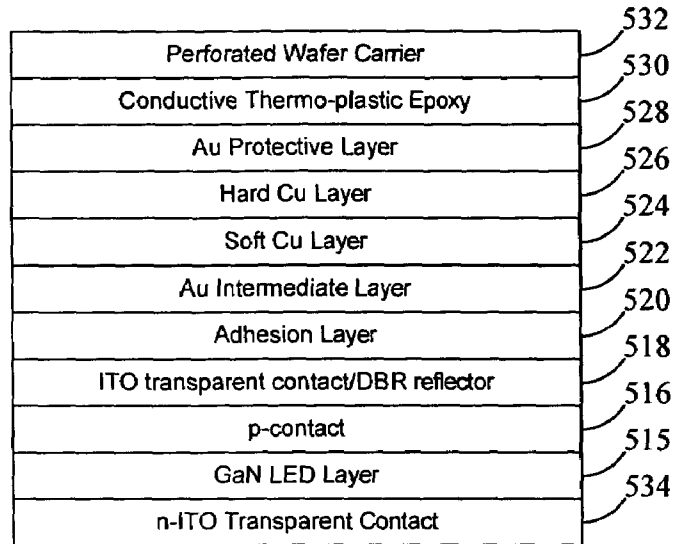 532
Perforated Wafer Carrier
530
Conductive Thermo-plastic Epoxy
528
Au Protective Layer
526
Hard Cu Layer
524
Soft Cu Layer
522
Au Intermediate Layer
520
Adhesion Layer
518
ITO transparent contact/DBR reflector
516
p-contact
515
GaN LED Layer
534
n-ITO Transparent Contact